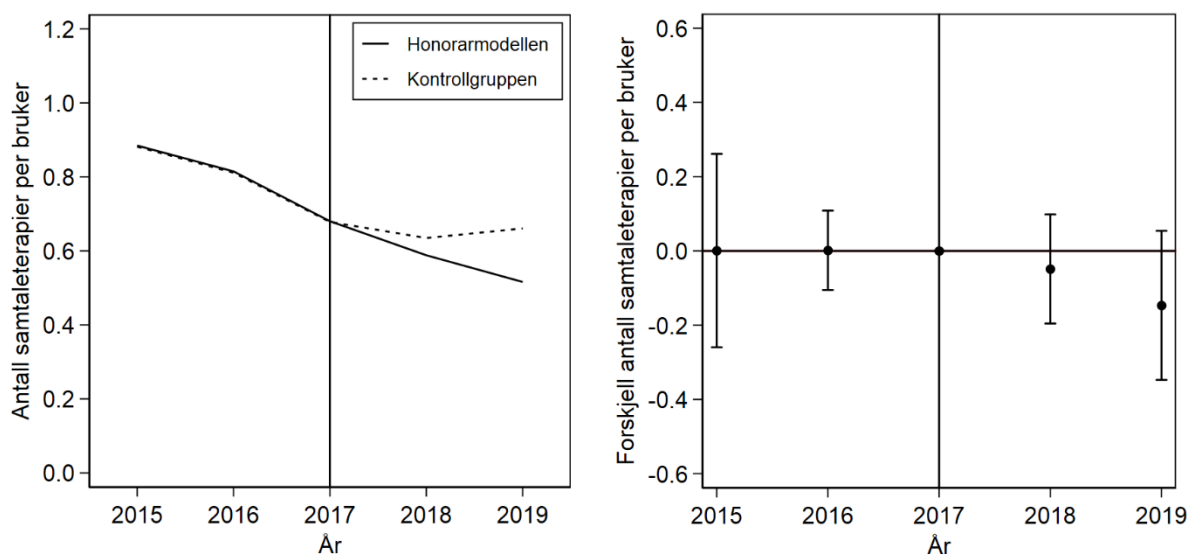 Antall samtaleterapier per bruker
1.2
1.0
0.8
0.6
0.4
0.2
0.0
Honorarmodellen
Kontrollgruppen
2015 2016 2017 2018 2019
År
Forskjell antall samtaleterapier per bruker
0.6
0.4
0.2
0.0
-0.2
-0.4
-0.6
2015 2016 2017 2018 2019
År